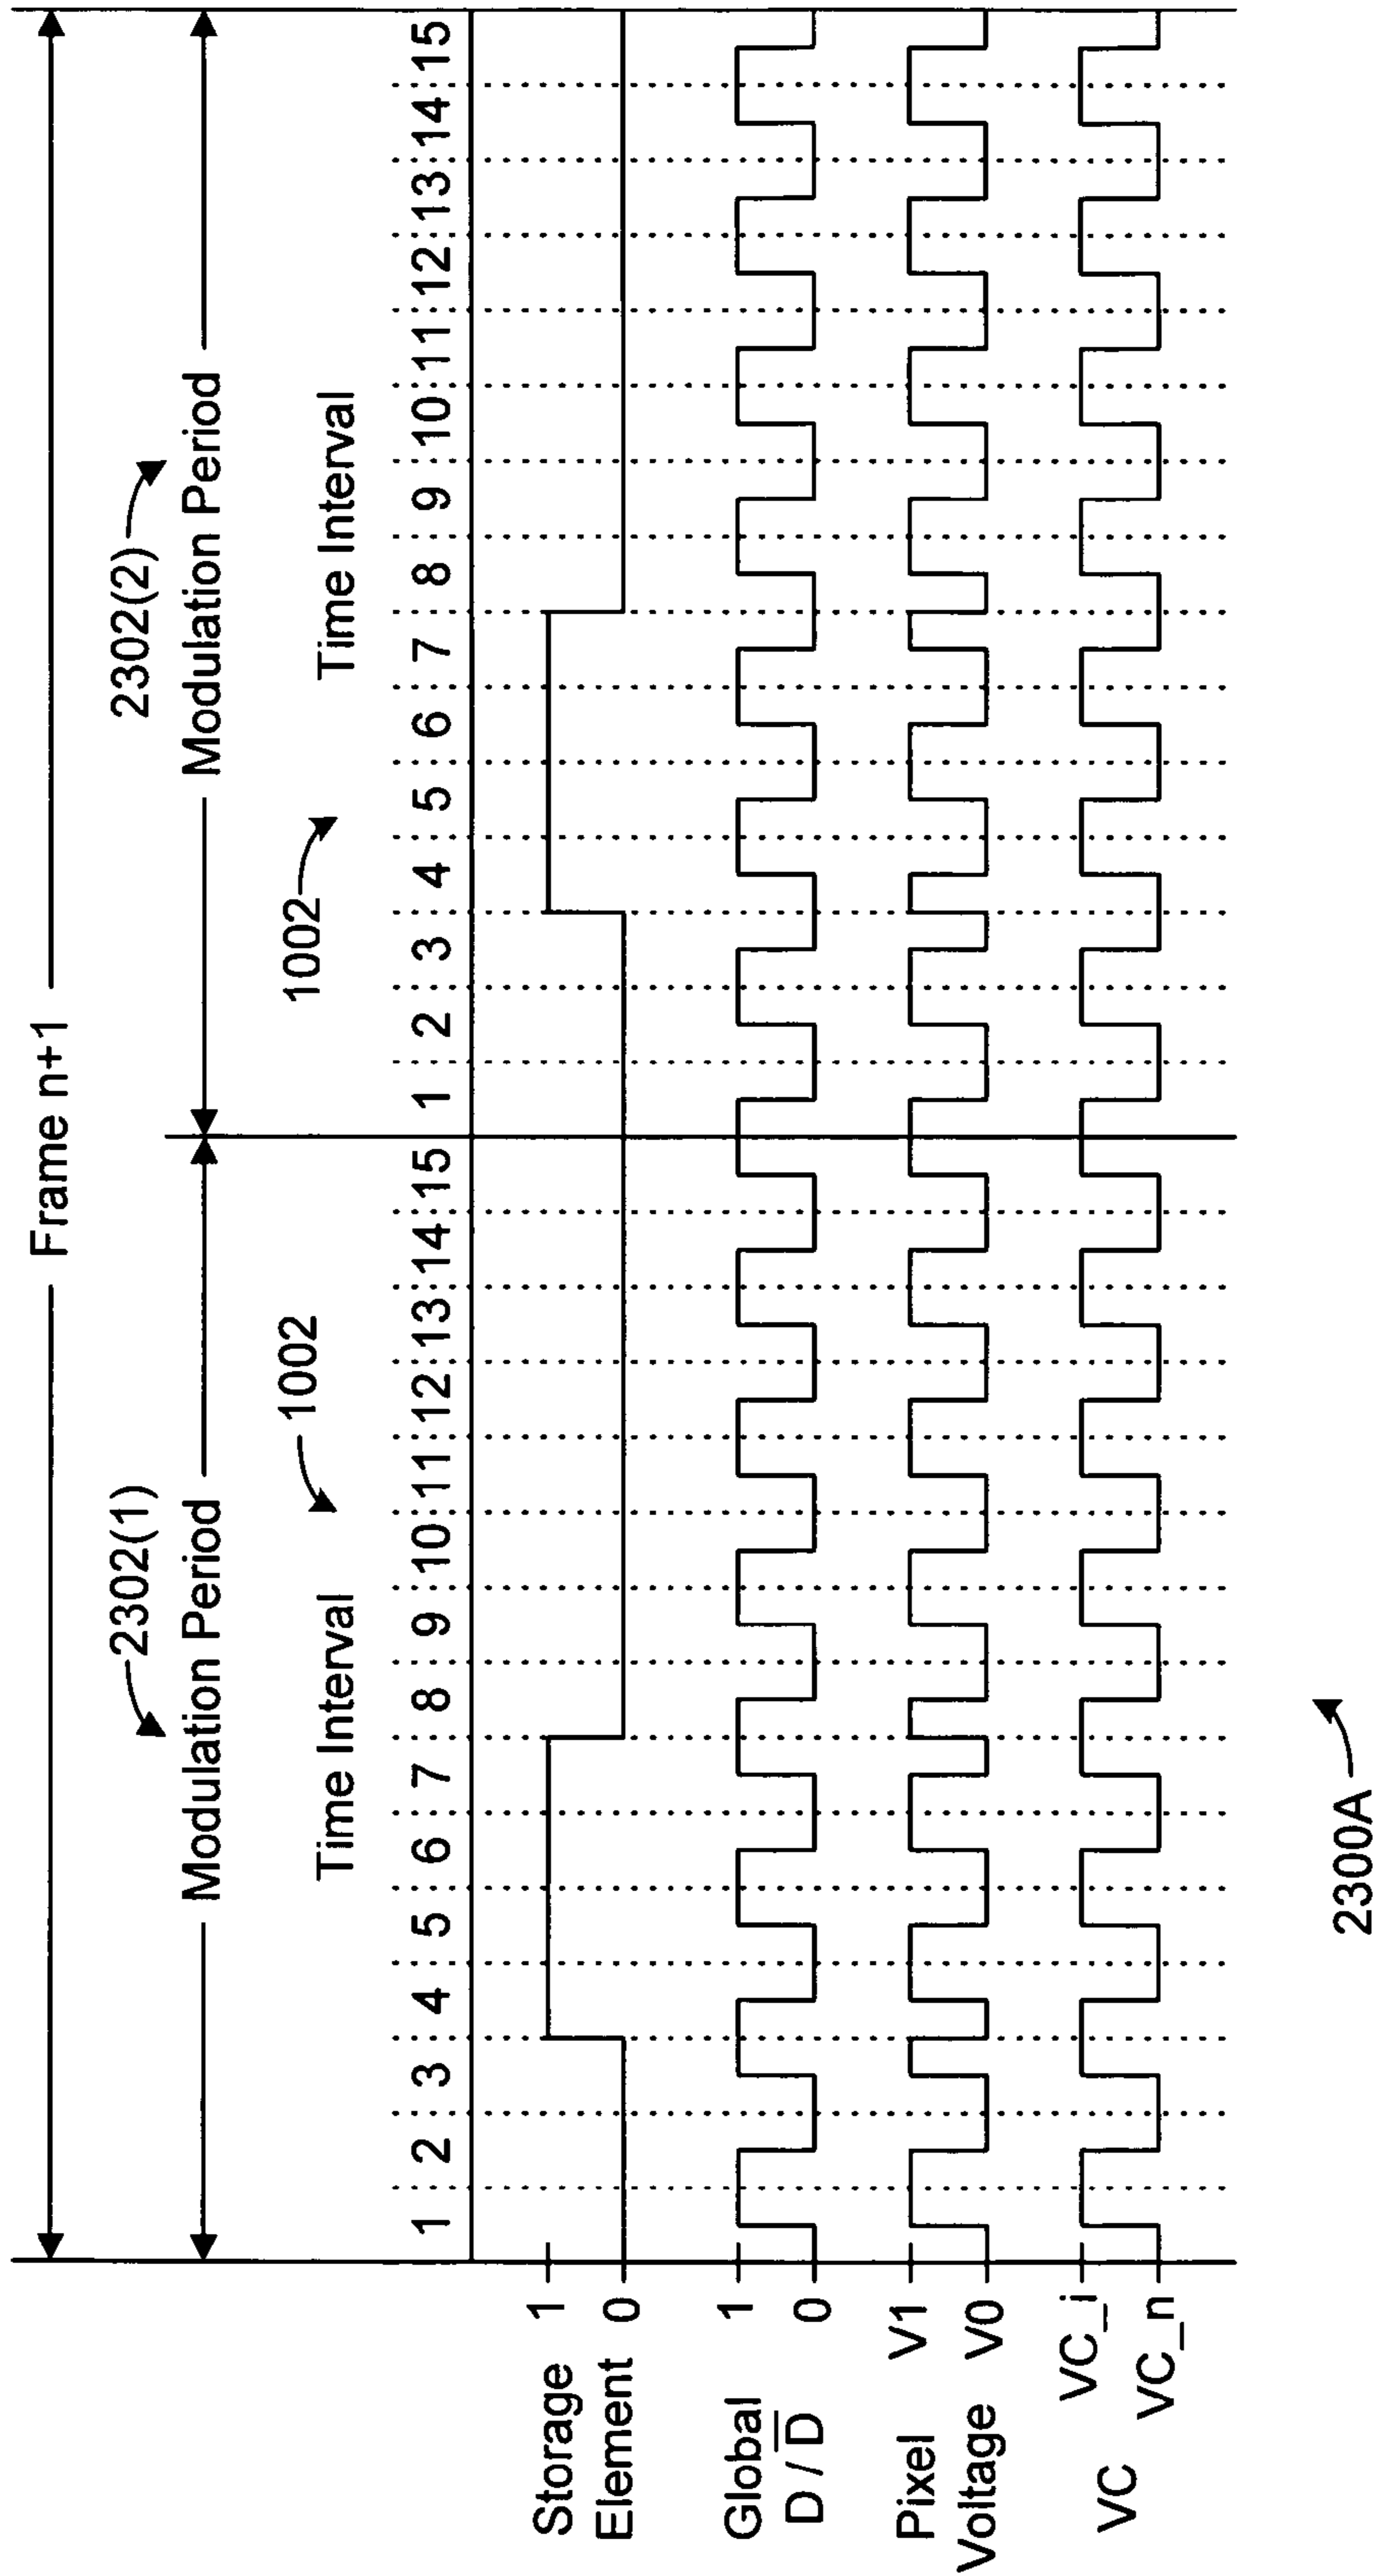 Frame n+1
2302(1)
2302(2)
Modulation Period
Modulation Period
1002
1002
Time Interval
Time Interval
1 2 3 4 5 6 7 8 9 10 11 12 13 14 15 1 2 3 4 5 6 7 8 9 10 11 12 13 14 15
Storage 1
Element 0
Global 1
D / D̅ 0
Pixel V1
Voltage V0
VC_i
VC
VC_n
2300A